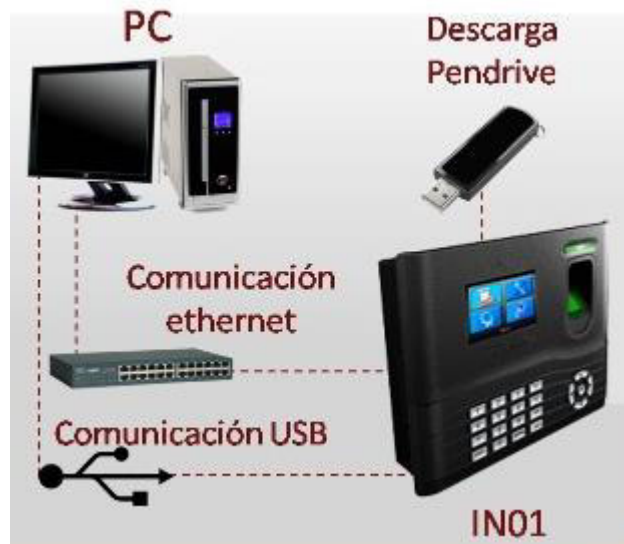 PC
Descarga
Pendrive
Comunicación
ethernet
Comunicación USB
IN01